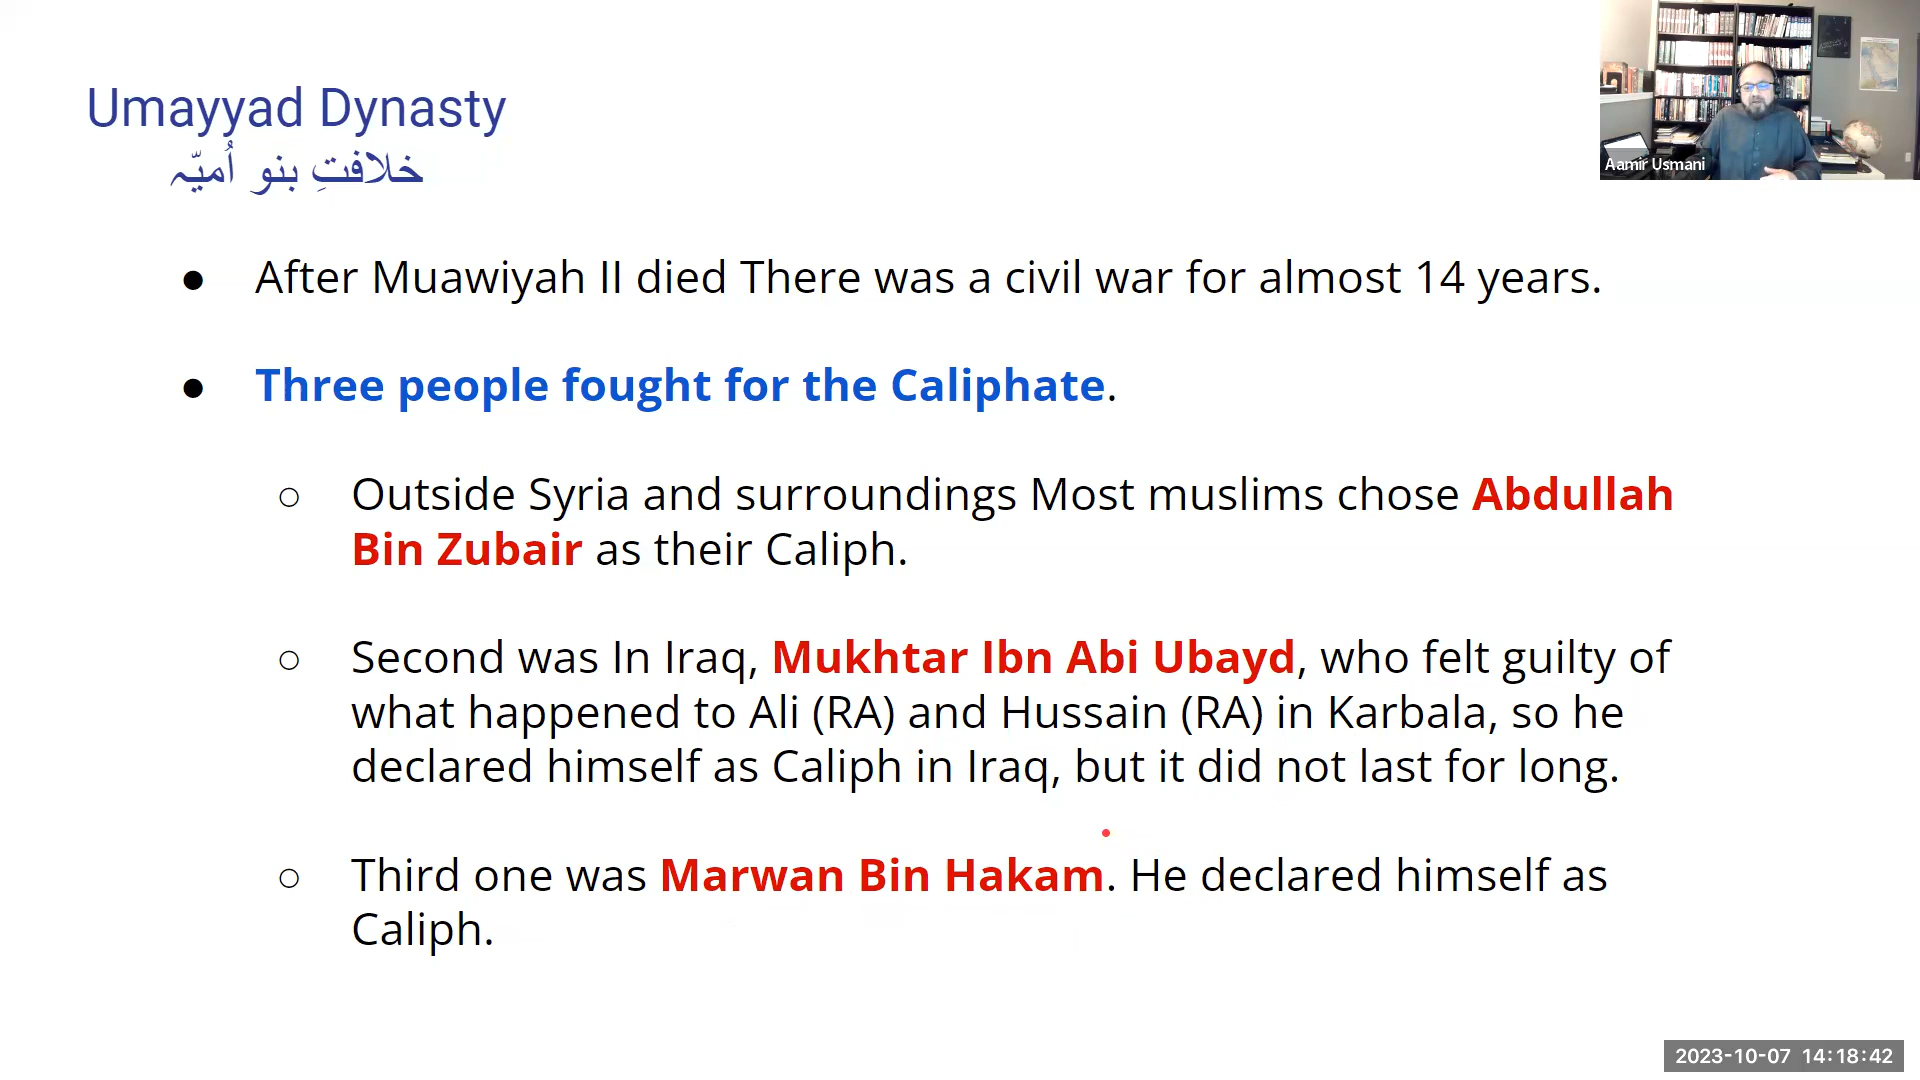 Umayyad Dynasty
خلافتِ بنو اُمیّہ
● After Muawiyah II died There was a civil war for almost 14 years.
● Three people fought for the Caliphate.
○ Outside Syria and surroundings Most muslims chose Abdullah
Bin Zubair as their Caliph.
○ Second was In Iraq, Mukhtar Ibn Abi Ubayd, who felt guilty of
what happened to Ali (RA) and Hussain (RA) in Karbala, so he
declared himself as Caliph in Iraq, but it did not last for long.
○ Third one was Marwan Bin Hakam. He declared himself as
Caliph.
Aamir Usmani
2023-10-07 14:18:42